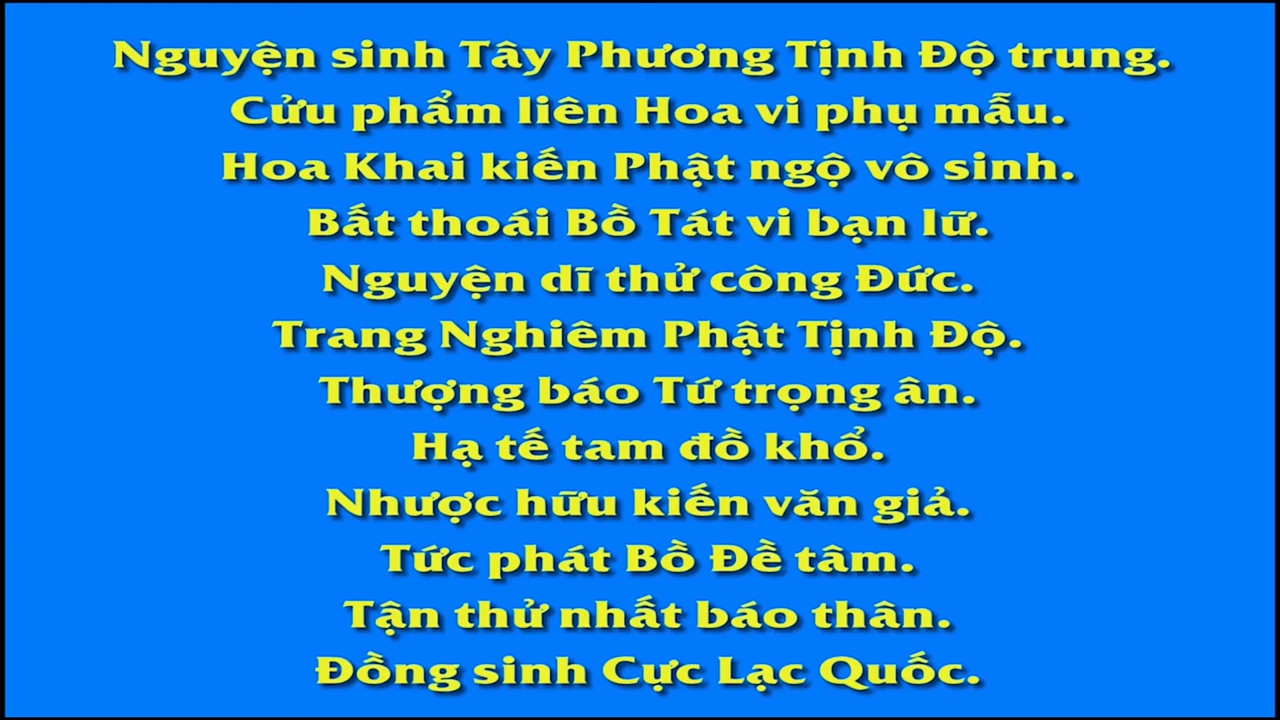 Nguyện sinh Tây Phương Tịnh Độ trung.
Cửu phẩm liên Hoa vi phụ mẫu.
Hoa Khai kiến Phật ngộ vô sinh.
Bất thoái Bồ Tát vi bạn lữ.
Nguyện dĩ thử công Đức.
Trang Nghiêm Phật Tịnh Độ.
Thượng báo Tứ trọng ân.
Hạ tế tam đồ khổ.
Nhược hữu kiến văn giả.
Tức phát Bồ Đề tâm.
Tận thử nhất báo thân.
Đồng sinh Cực Lạc Quốc.